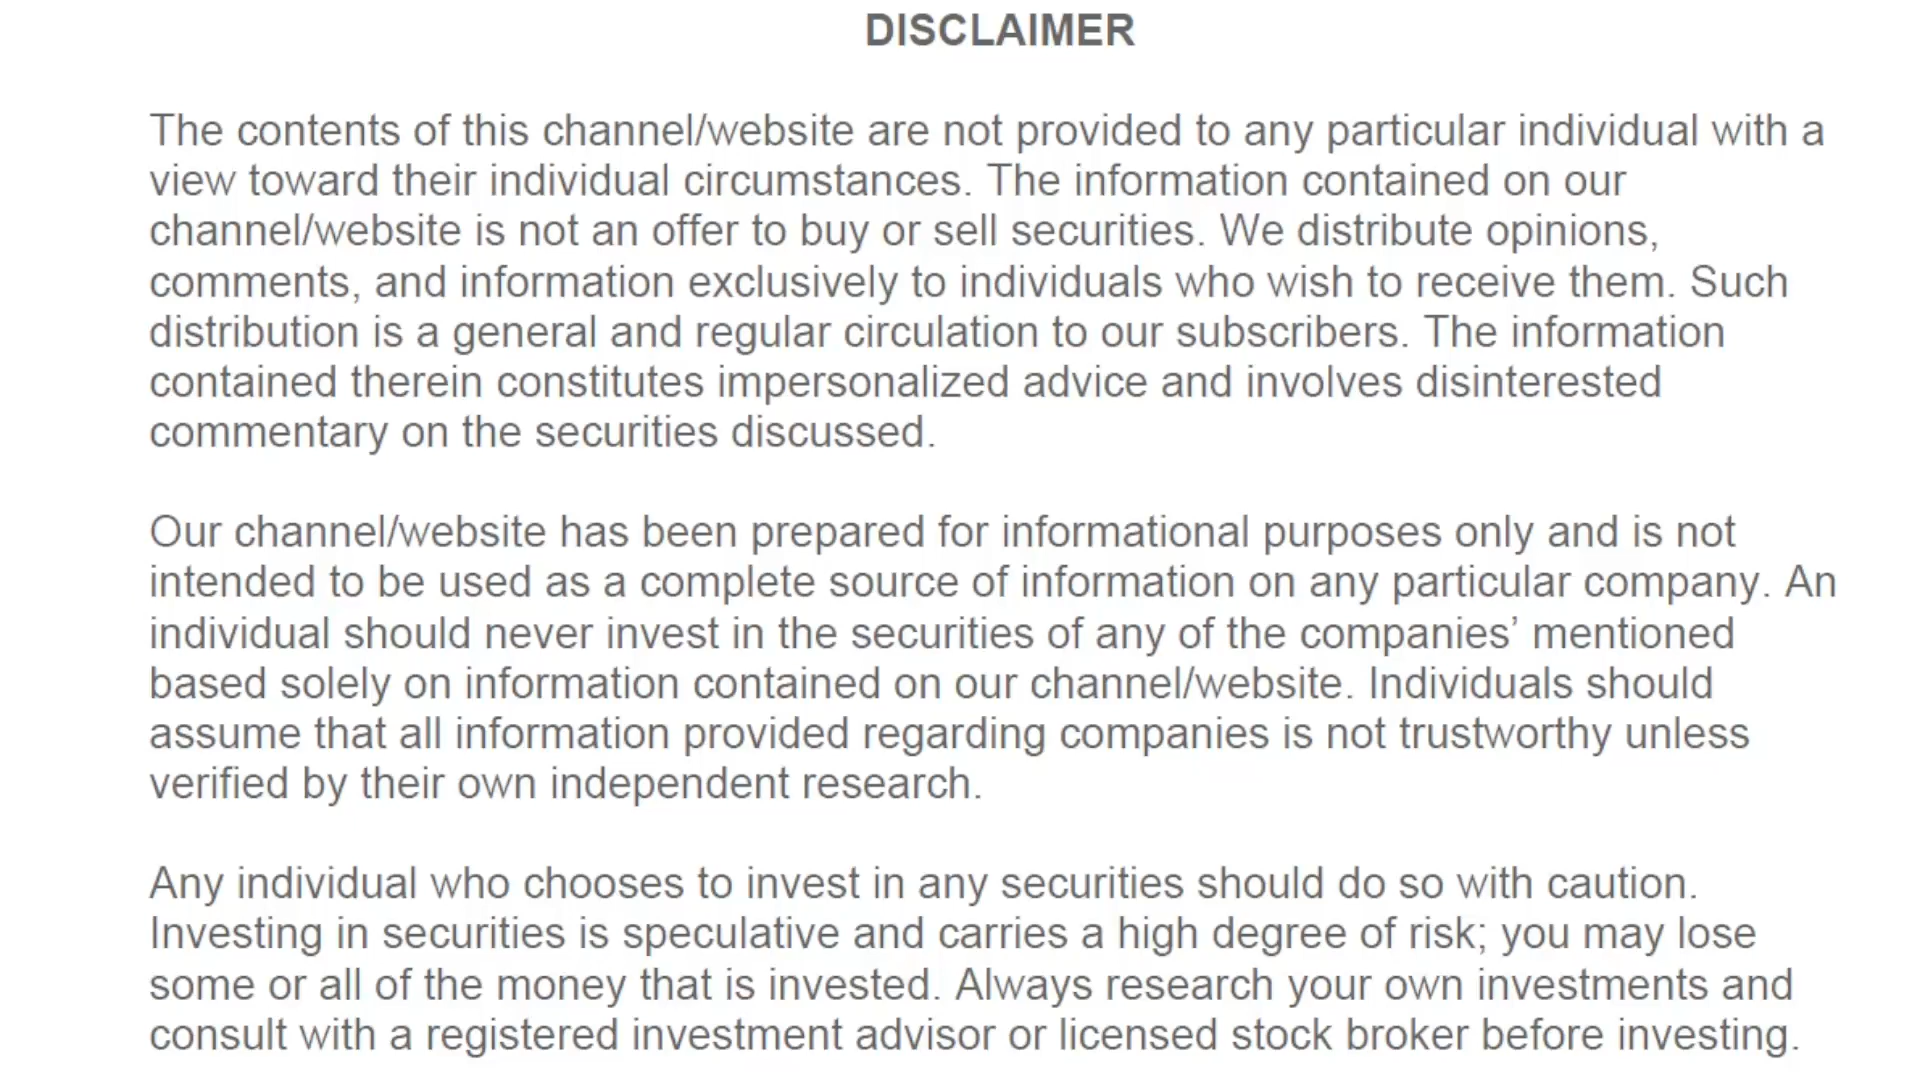 DISCLAIMER
The contents of this channel/website are not provided to any particular individual with a
view toward their individual circumstances. The information contained on our
channel/website is not an offer to buy or sell securities. We distribute opinions,
comments, and information exclusively to individuals who wish to receive them. Such
distribution is a general and regular circulation to our subscribers. The information
contained therein constitutes impersonalized advice and involves disinterested
commentary on the securities discussed.
Our channel/website has been prepared for informational purposes only and is not
intended to be used as a complete source of information on any particular company. An
individual should never invest in the securities of any of the companies’ mentioned
based solely on information contained on our channel/website. Individuals should
assume that all information provided regarding companies is not trustworthy unless
verified by their own independent research.
Any individual who chooses to invest in any securities should do so with caution.
Investing in securities is speculative and carries a high degree of risk; you may lose
some or all of the money that is invested. Always research your own investments and
consult with a registered investment advisor or licensed stock broker before investing.